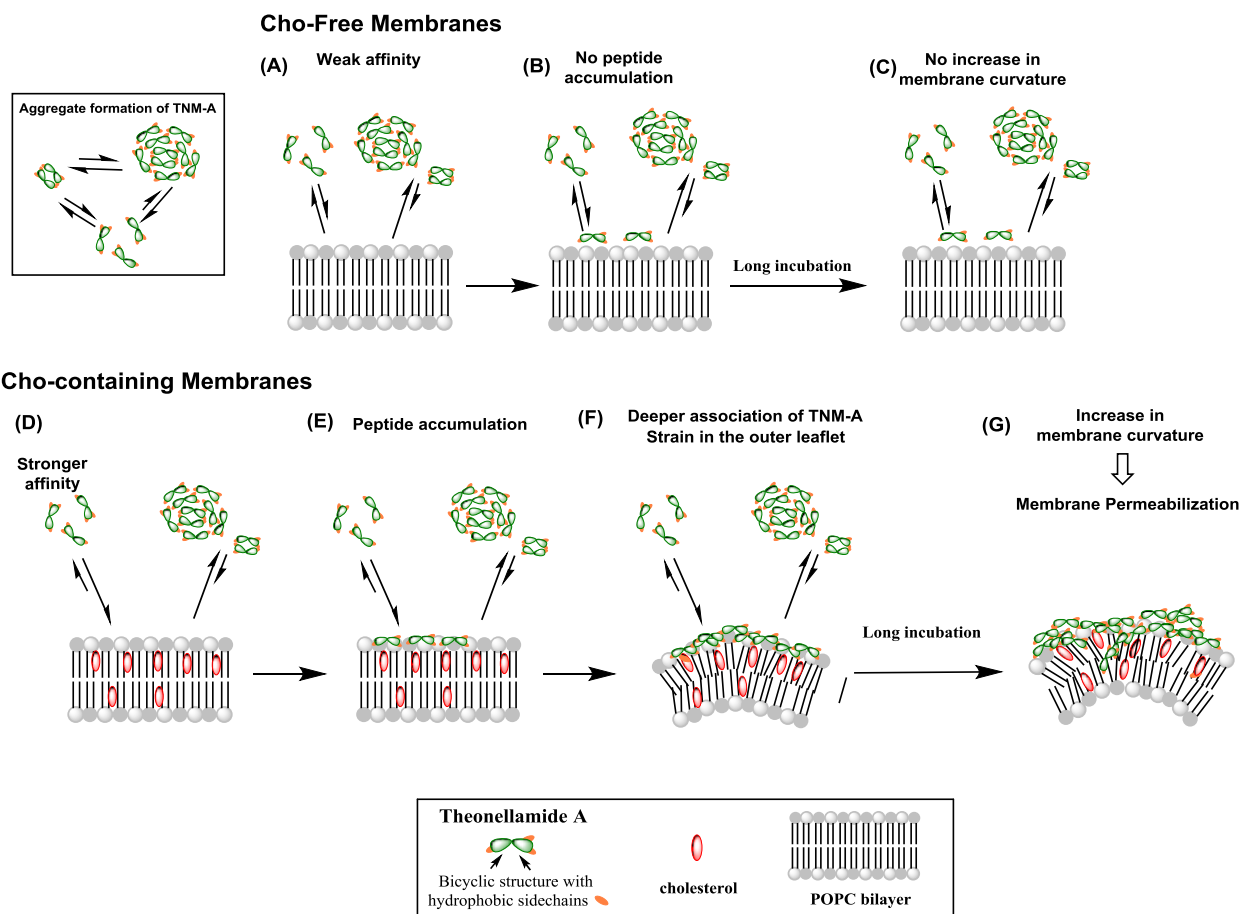 Cho-Free Membranes
(A)
Weak affinity
(B)
No peptide
accumulation
(C)
No increase in
membrane curvature
Aggregate formation of TNM-A
Long incubation
Cho-containing Membranes
(D)
Stronger
affinity
(E)
Peptide accumulation
(F)
Deeper association of TNM-A
Strain in the outer leaflet
(G)
Increase in
membrane curvature
Membrane Permeabilization
Long incubation
Theonellamide A
Bicyclic structure with
hydrophobic sidechains
cholesterol
POPC bilayer